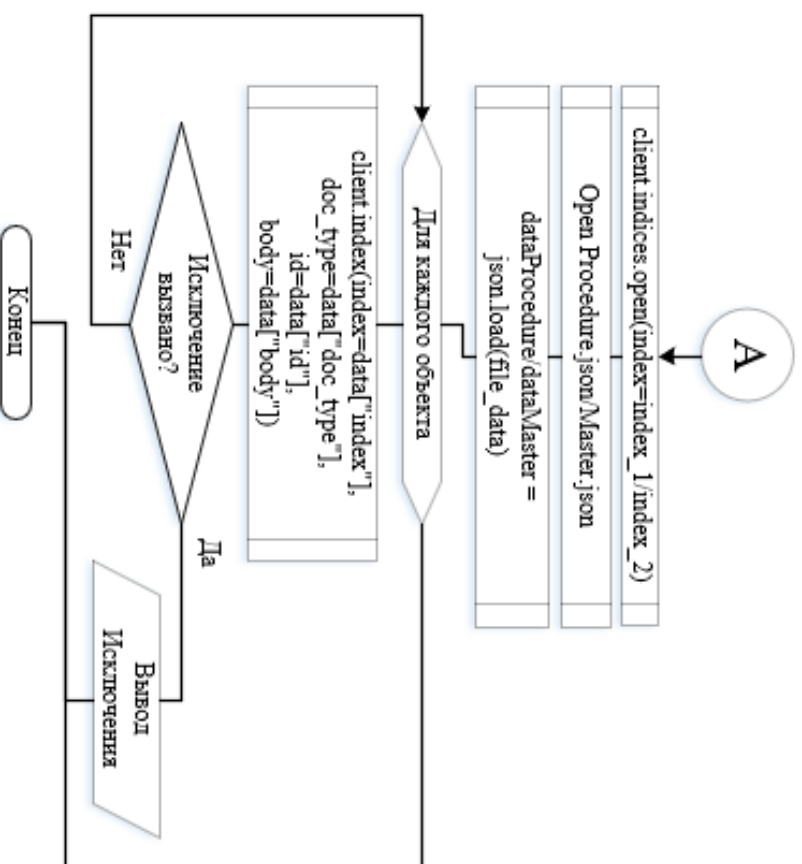 A
client.indices.open(index=index_1/index_2)
Open Procedure.json/Master.json
dataProcedure/dataMaster =
json.load(file_data)
Для каждого объекта
client.index(index=data["index"],
doc_type=data["doc_type"],
id=data["id"],
body=data["body"])
Исключение
вызвано?
Да
Нет
Вывод
Исключения
Конец